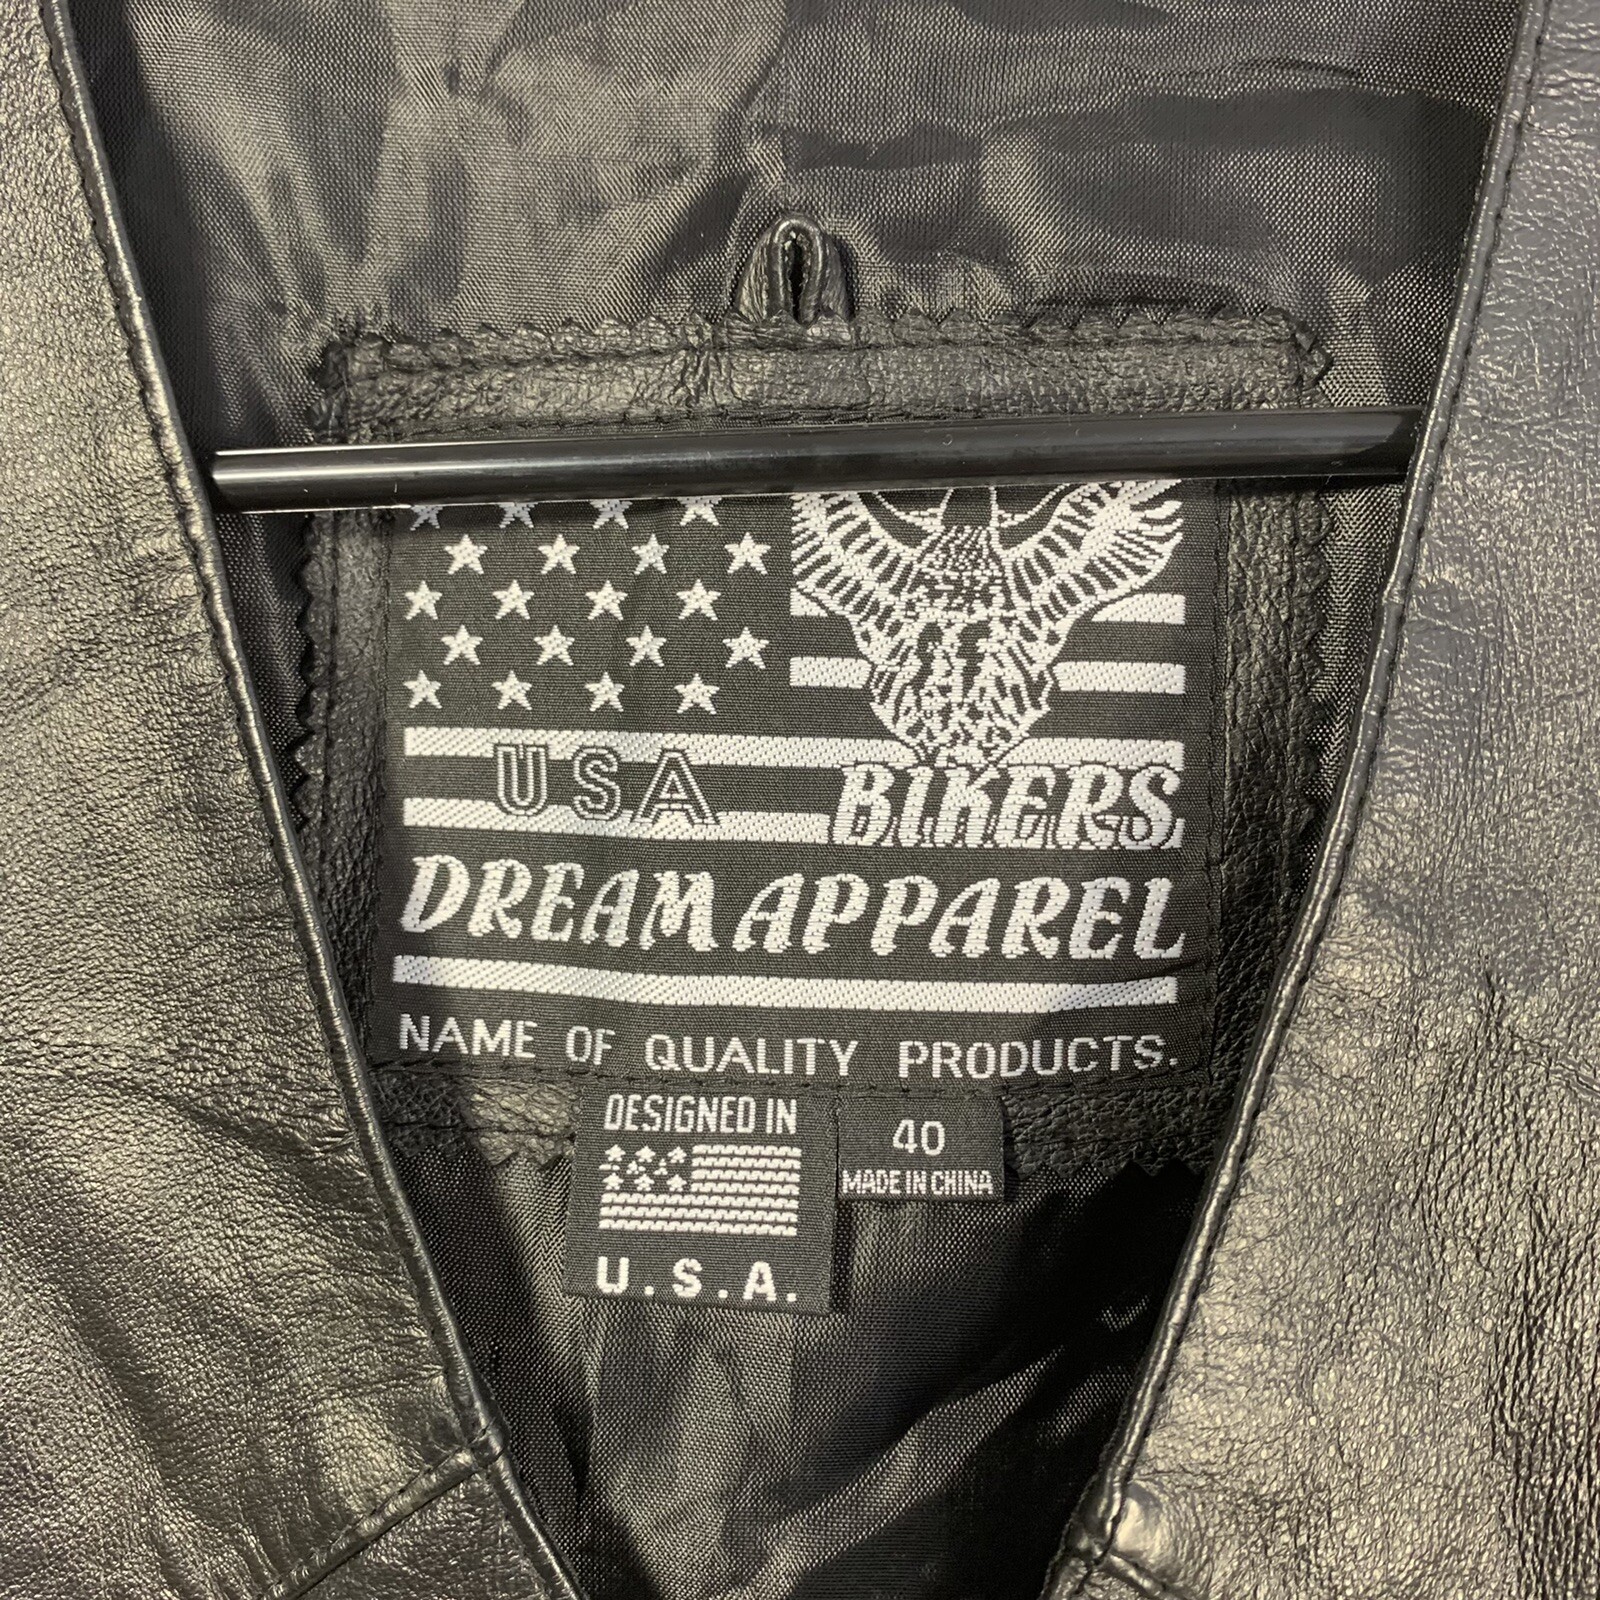 USA BIKERS
DREAM APPAREL
NAME OF QUALITY PRODUCTS.
DESIGNED IN
U.S.A.
40
MADE IN CHINA